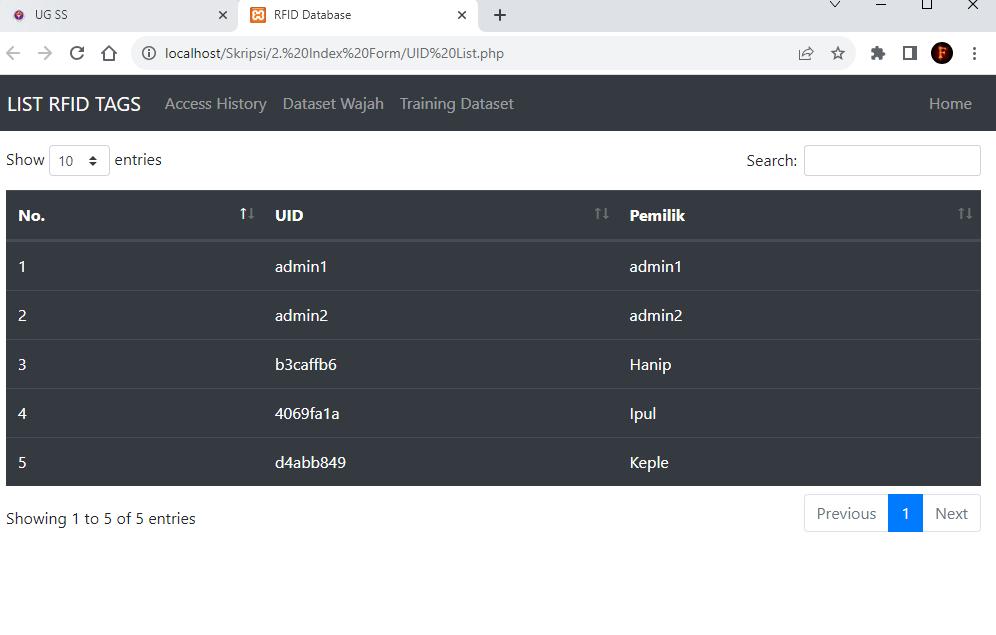 UG SS RFID Database
localhost/Skripsi/2.%20Index%20Form/UID%20List.php
LIST RFID TAGS Access History Dataset Wajah Training Dataset Home
Show 10 entries Search:
No. UID Pemilik
1 admin1 admin1
2 admin2 admin2
3 b3caffb6 Hanip
4 4069fa1a Ipul
5 d4abb849 Keple
Showing 1 to 5 of 5 entries Previous 1 Next